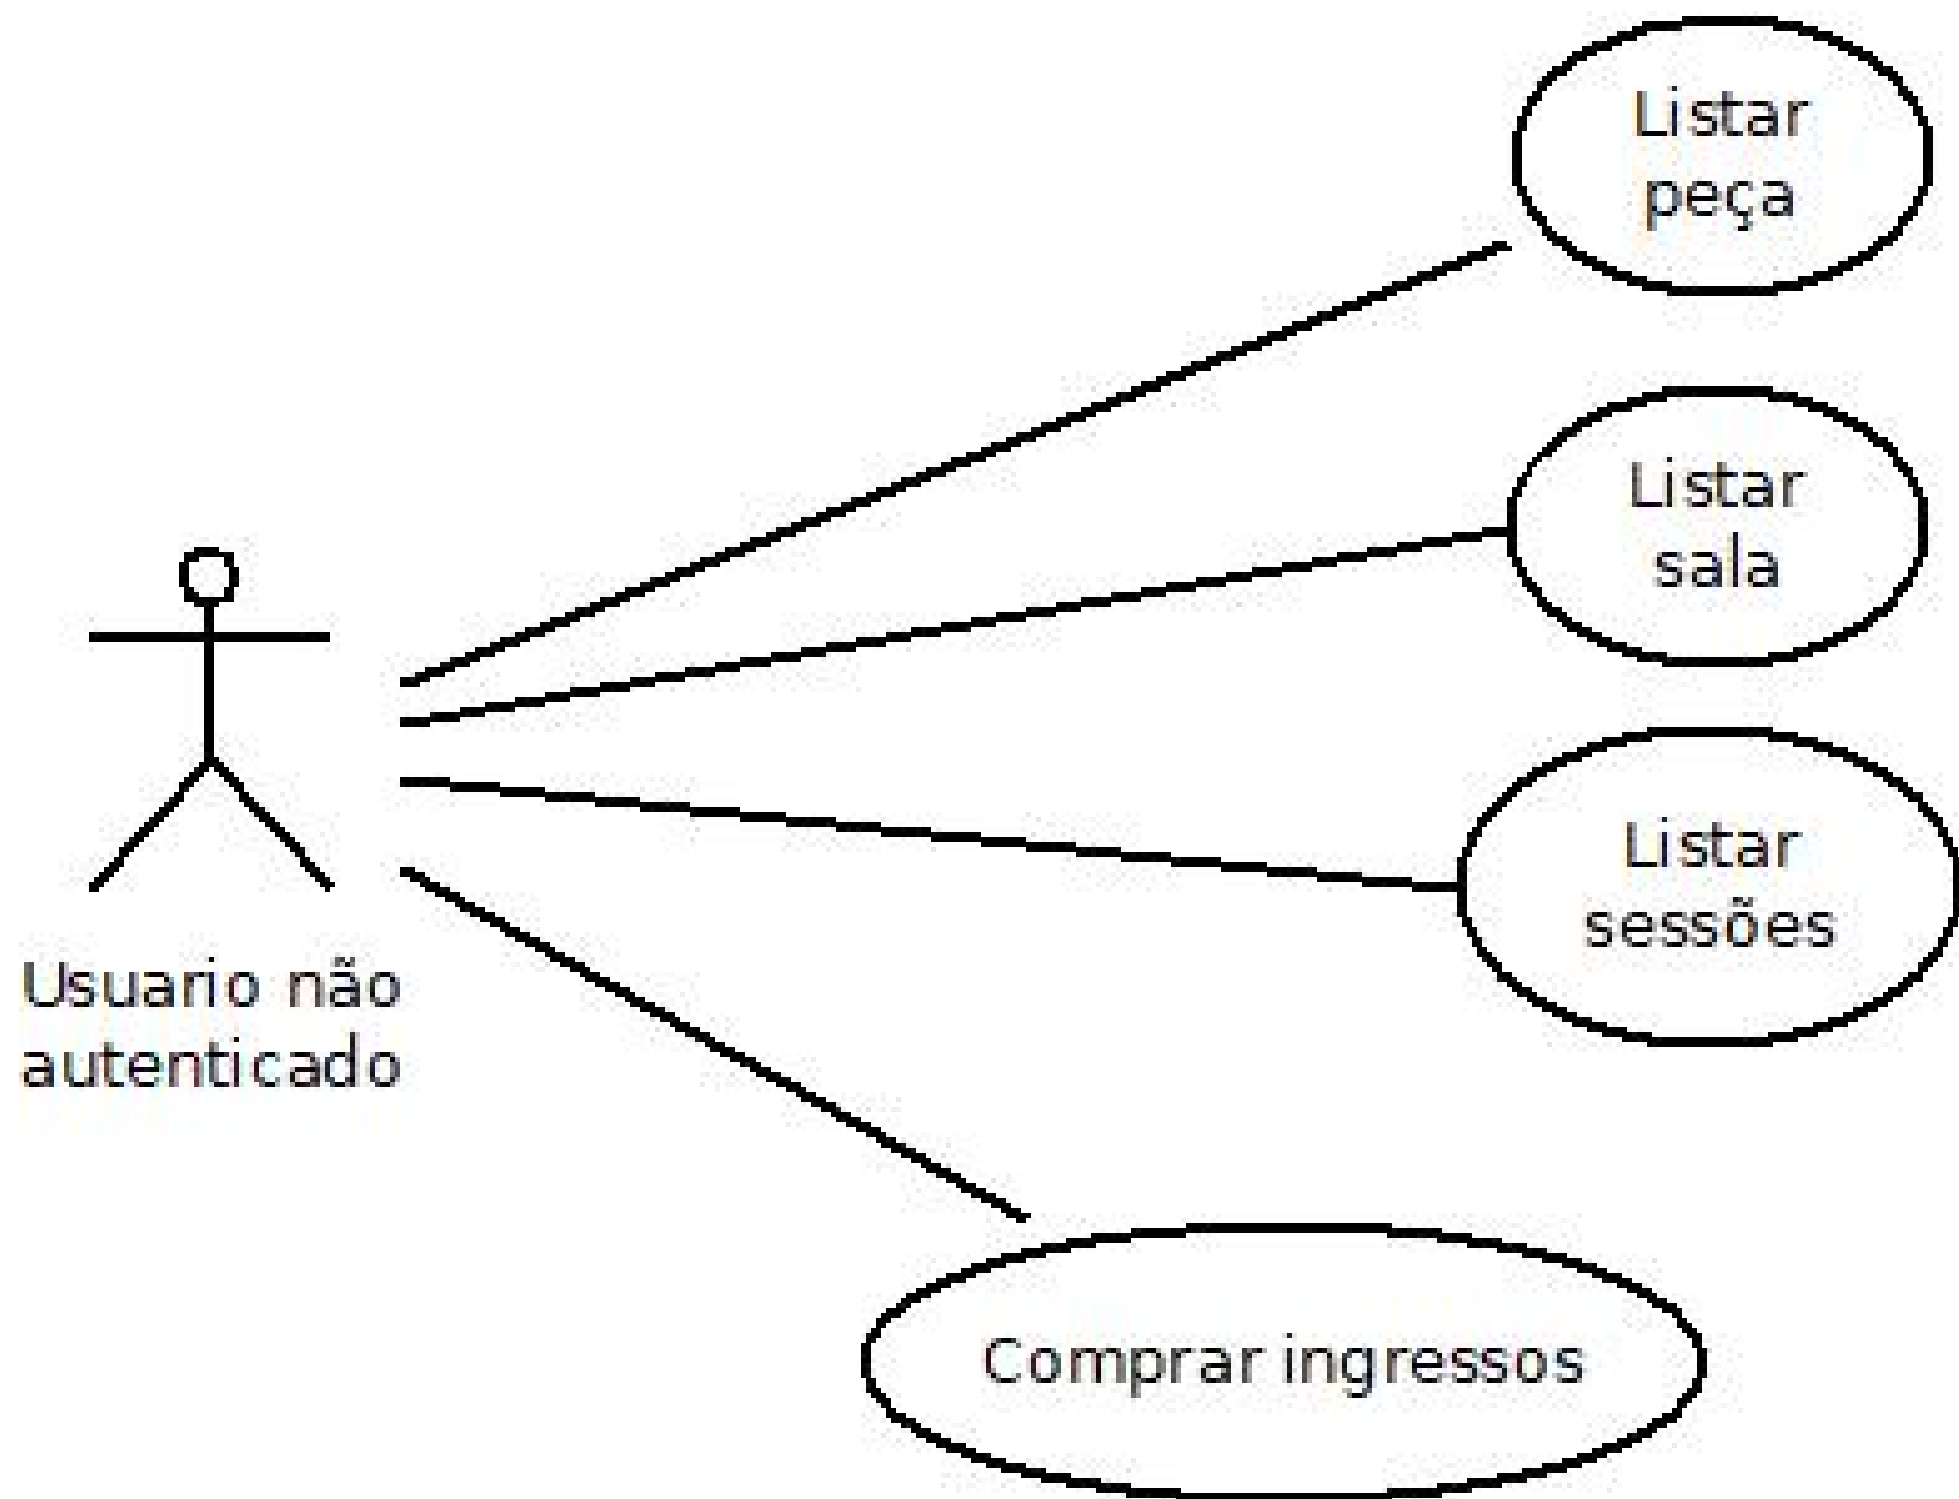 Listar
peça
Listar
sala
Listar
sessões
Usuario não
autenticado
Comprar ingressos